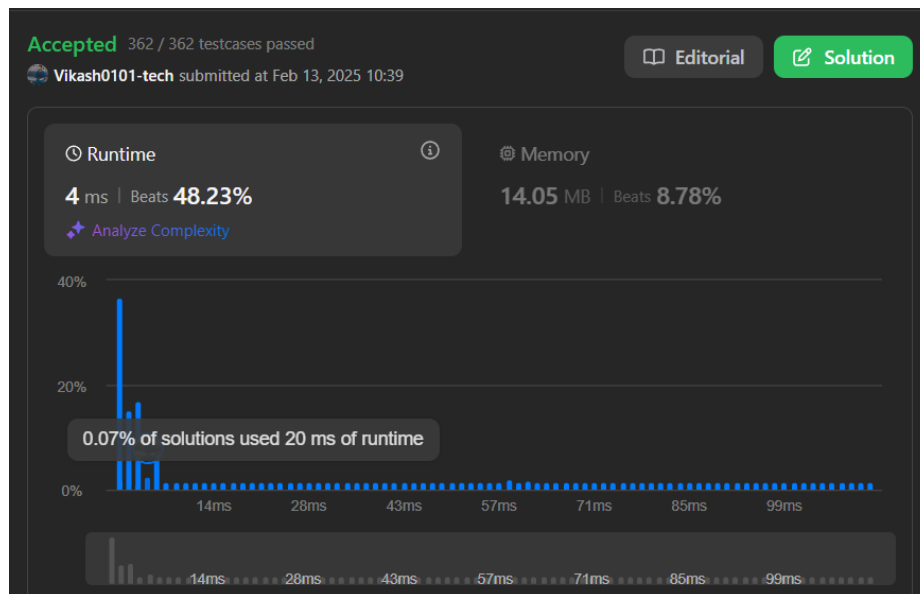 Accepted 362 / 362 testcases passed
Vikash0101-tech submitted at Feb 13, 2025 10:39
Editorial
Solution
Runtime
4 ms | Beats 48.23%
Analyze Complexity
Memory
14.05 MB | Beats 8.78%
40%
20%
0%
0.07% of solutions used 20 ms of runtime
14ms 28ms 43ms 57ms 71ms 85ms 99ms
14ms 28ms 43ms 57ms 71ms 85ms 99ms